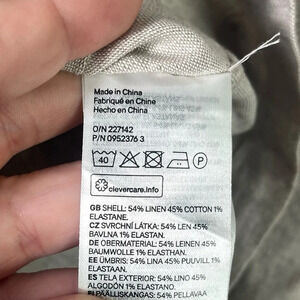 Made in China
Fabriqué en Chine
Hecho en China
O/N 227142
P/N 0952376 3
40
P
clevercare.info
GB SHELL: 54% LINEN 45% COTTON 1%
ELASTANE.
CZ SVRCHNÍ LÁTKA: 54% LEN 45%
BAVLNA 1% ELASTAN.
DE OBERMATERIAL: 54% LEINEN 45%
BAUMWOLLE 1% ELASTHAN.
EE ÜMBRIS: 54% LINA 45% PUUVILL 1%
ELASTAAN.
ES TELA EXTERIOR: 54% LINO 45%
ALGODÓN 1% ELASTANO.
FI PÄÄLLISKANGAS: 54% PELLAVAA